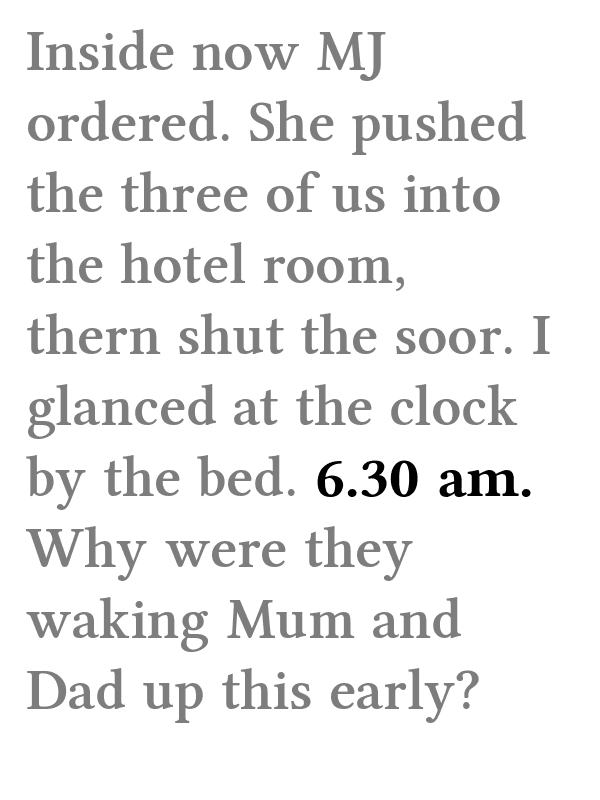 Inside now MJ
ordered. She pushed
the three of us into
the hotel room,
thern shut the soor. I
glanced at the clock
by the bed. 6.30 am.
Why were they
waking Mum and
Dad up this early?